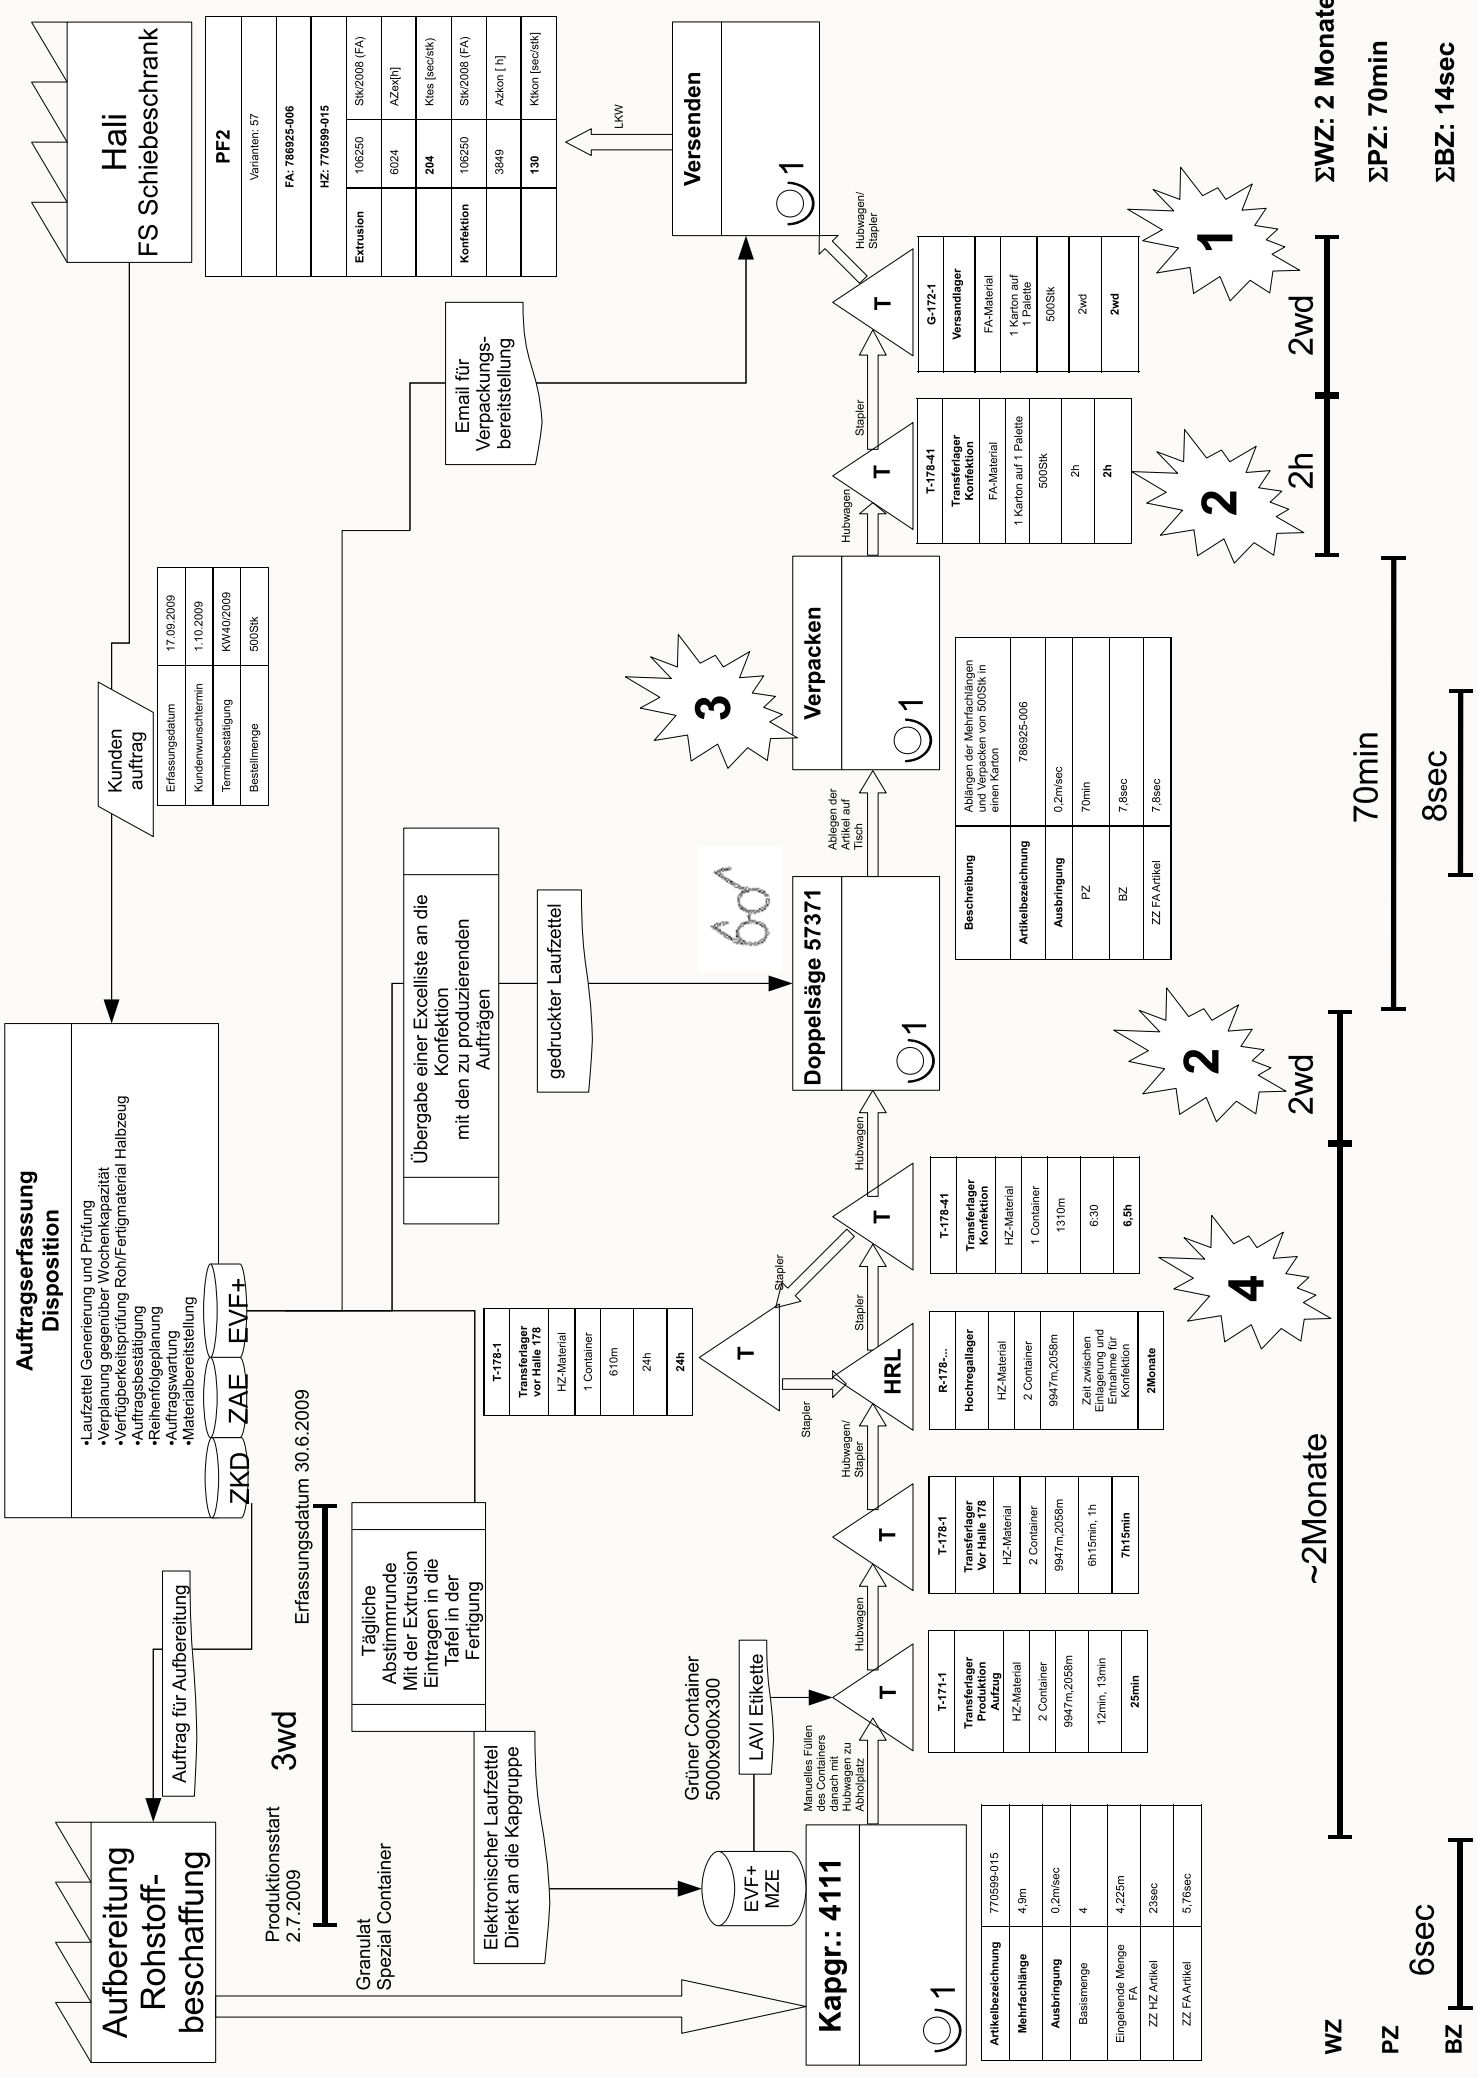 Aufbereitung
Rohstoff-
beschaffung
Auftrag für Aufbereitung
Auftragserfassung
Disposition
•Laufzettel Generierung und Prüfung
•Verplanung gegenüber Wochenkapazität
•Verfügberkeitsprüfung Roh/Fertigmaterial Halbzeug
•Auftragsbestätigung
•Reihenfolgeplanung
•Auftragswartung
•Materialbereitstellung
ZKD
ZAE
EVF+
Kunden
auftrag
Erfassungsdatum 17.09.2009
Kundenwunschtermin 1.10.2009
Terminbestätigung KW40/2009
Bestellmenge 500Stk
Hali
FS Schiebeschrank
PF2
Varianten: 57
FA: 786925-006
HZ: 770599-015
Extrusion 106250 Stk/2008 (FA)
6024 AZex[h]
204 Ktes [sec/stk)
Konfektion 106250 Stk/2008 (FA)
3849 Azkon [ h]
130 Ktkon [sec/stk]
Produktionsstart
2.7.2009
3wd
Erfassungsdatum 30.6.2009
Granulat
Spezial Container
Tägliche
Abstimmrunde
Mit der Extrusion
Eintragen in die
Tafel in der
Fertigung
Elektronischer Laufzettel
Direkt an die Kapgruppe
Übergabe einer Excelliste an die
Konfektion
mit den zu produzierenden
Aufträgen
gedruckter Laufzettel
Email für
Verpackungs-
bereitstellung
EVF+
MZE
Grüner Container
5000x900x300
LAVI Etikette
T-178-1
Transferlager
vor Halle 178
HZ-Material
1 Container
610m
24h
24h
T
Stapler
Stapler
3
LKW
Kapgr.: 4111
1
Manuelles Füllen
des Containers
danach mit
Hubwagen zu
Abholplatz
T
Hubwagen
T
Hubwagen/
Stapler
HRL
Stapler
T
Hubwagen
Doppelsäge 57371
1
Ablegen der
Artikel auf
Tisch
Verpacken
1
Hubwagen
T
Stapler
T
Hubwagen/
Stapler
Versenden
1
Artikelbezeichnung 770599-015
Mehrfachlänge 4,9m
Ausbringung 0,2m/sec
Basismenge 4
Eingehende Menge
FA 4,225m
ZZ HZ Artikel 23sec
ZZ FA Artikel 5,76sec
T-171-1
Transferlager
Produktion
Aufzug
HZ-Material
2 Container
9947m,2058m
12min, 13min
25min
T-178-1
Transferlager
Vor Halle 178
HZ-Material
2 Container
9947m,2058m
6h15min, 1h
7h15min
R-178-...
Hochregallager
HZ-Material
2 Container
9947m,2058m
Zeit zwischen
Einlagerung und
Entnahme für
Konfektion
2Monate
T-178-41
Transferlager
Konfektion
HZ-Material
1 Container
1310m
6:30
6,5h
Beschreibung Ablängen der Mehrfachlängen
und Verpacken von 500Stk in
einen Karton
Artikelbezeichnung 786925-006
Ausbringung 0,2m/sec
PZ 70min
BZ 7,8sec
ZZ FA Artikel 7,8sec
T-178-41
Transferlager
Konfektion
FA-Material
1 Karton auf 1 Palette
500Stk
2h
2h
G-172-1
Versandlager
FA-Material
1 Karton auf
1 Palette
500Stk
2wd
2wd
4
2
2
1
WZ
~2Monate
2wd
2h
2wd
ΣWZ: 2 Monate
PZ
70min
ΣPZ: 70min
BZ
6sec
8sec
ΣBZ: 14sec